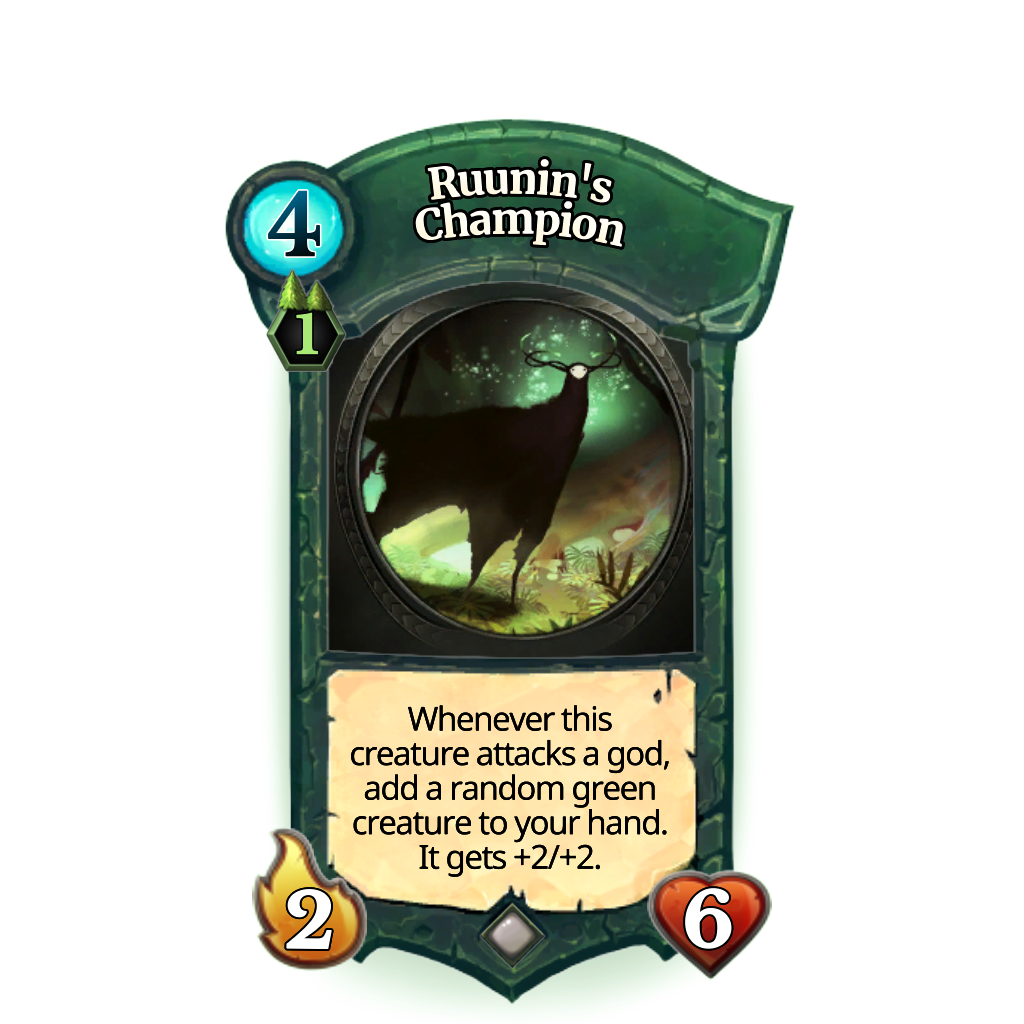 Ruunin's
Champion
4
1
Whenever this
creature attacks a god,
add a random green
creature to your hand.
It gets +2/+2.
2
6